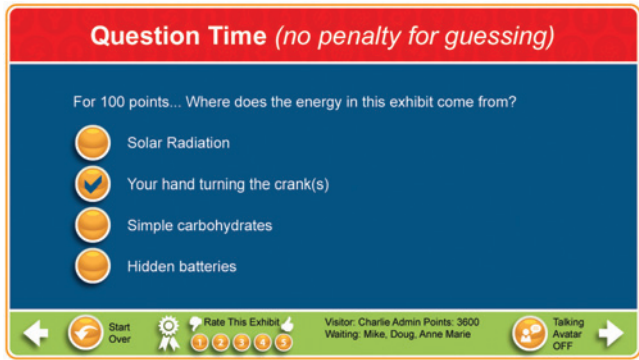 Question Time (no penalty for guessing)
For 100 points... Where does the energy in this exhibit come from?
Solar Radiation
Your hand turning the crank(s)
Simple carbohydrates
Hidden batteries
Start
Over
Rate This Exhibit
1 2 3 4 5
Visitor: Charlie Admin Points: 3600
Waiting: Mike, Doug, Anne Marie
Talking
Avatar
OFF